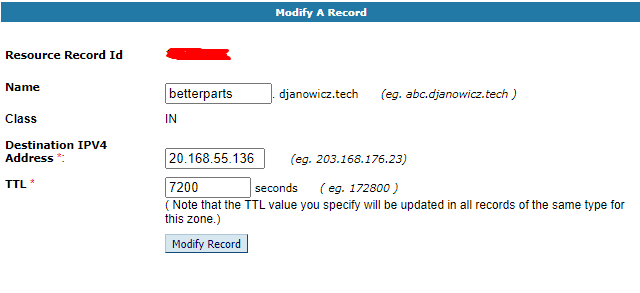 Modify A Record
Resource Record Id
Name betterparts . djanowicz.tech (eg. abc.djanowicz.tech )
Class IN
Destination IPV4
Address *: 20.168.55.136 (eg. 203.168.176.23)
TTL * 7200 seconds ( eg. 172800 )
( Note that the TTL value you specify will be updated in all records of the same type for
this zone.)
Modify Record